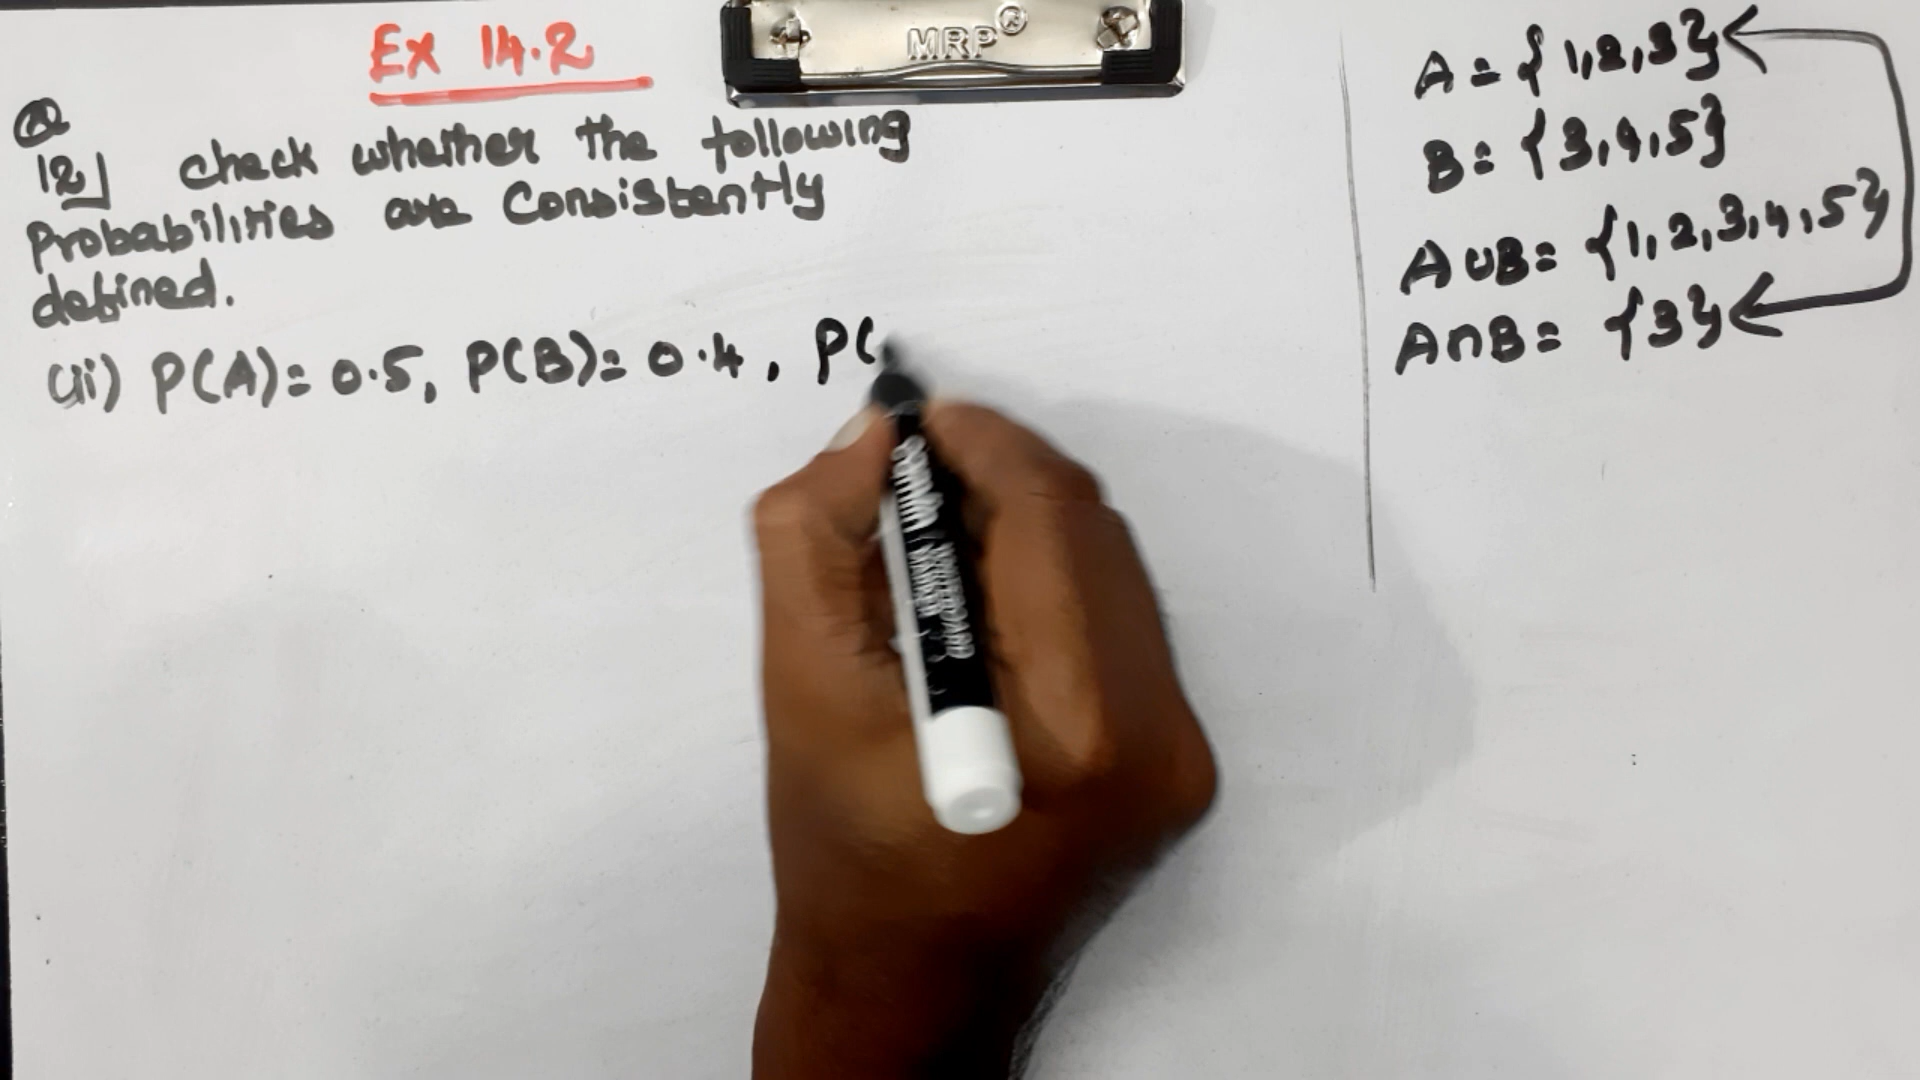 Ex 14.2
MRP®
Q
12] check whether the following
Probabilities are Consistently
defined.
(ii) P(A)= 0.5, P(B)= 0.4, P(
A = {1,2,3}
B = {3,4,5}
A∪B= {1,2,3,4,5}
A∩B= {3}